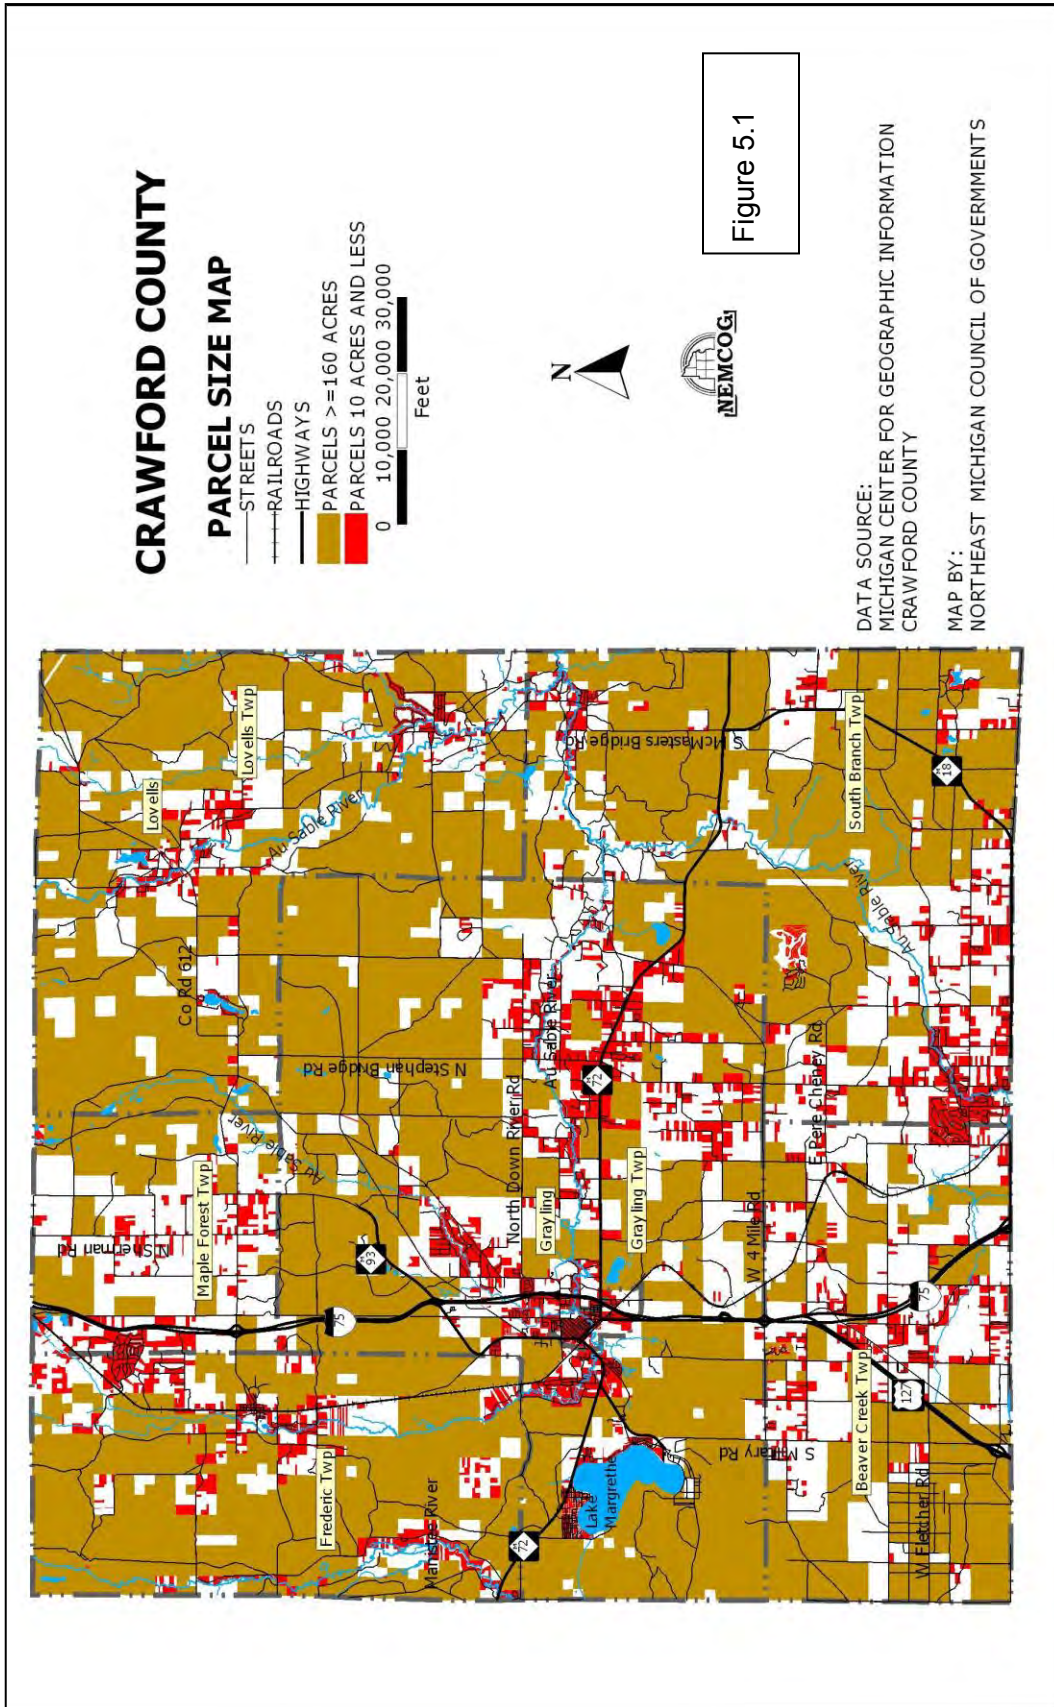 CRAWFORD COUNTY
PARCEL SIZE MAP
STREETS
RAILROADS
HIGHWAYS
PARCELS >=160 ACRES
PARCELS 10 ACRES AND LESS
0 10,000 20,000 30,000
Feet
N
NEMCOG
Figure 5.1
DATA SOURCE:
MICHIGAN CENTER FOR GEOGRAPHIC INFORMATION
CRAWFORD COUNTY
MAP BY:
NORTHEAST MICHIGAN COUNCIL OF GOVERNMENTS
Lovells
Lovells Twp
Au Sable River
Co Rd 612
N Stephan Bridge Rd
Au Sable River
Maple Forest Twp
N Sherman Rd
M 93
75
Frederic Twp
Manistee River
M 72
Lake
Margrethe
North Down River Rd
Grayling
Au Sable River
M 72
Grayling Twp
S McMasters Bridge Rd
W 4 Mile Rd
E Pere Cheney Rd
South Branch Twp
Au Sable River
M 18
S Military Rd
Beaver Creek Twp
127
75
W Fletcher Rd